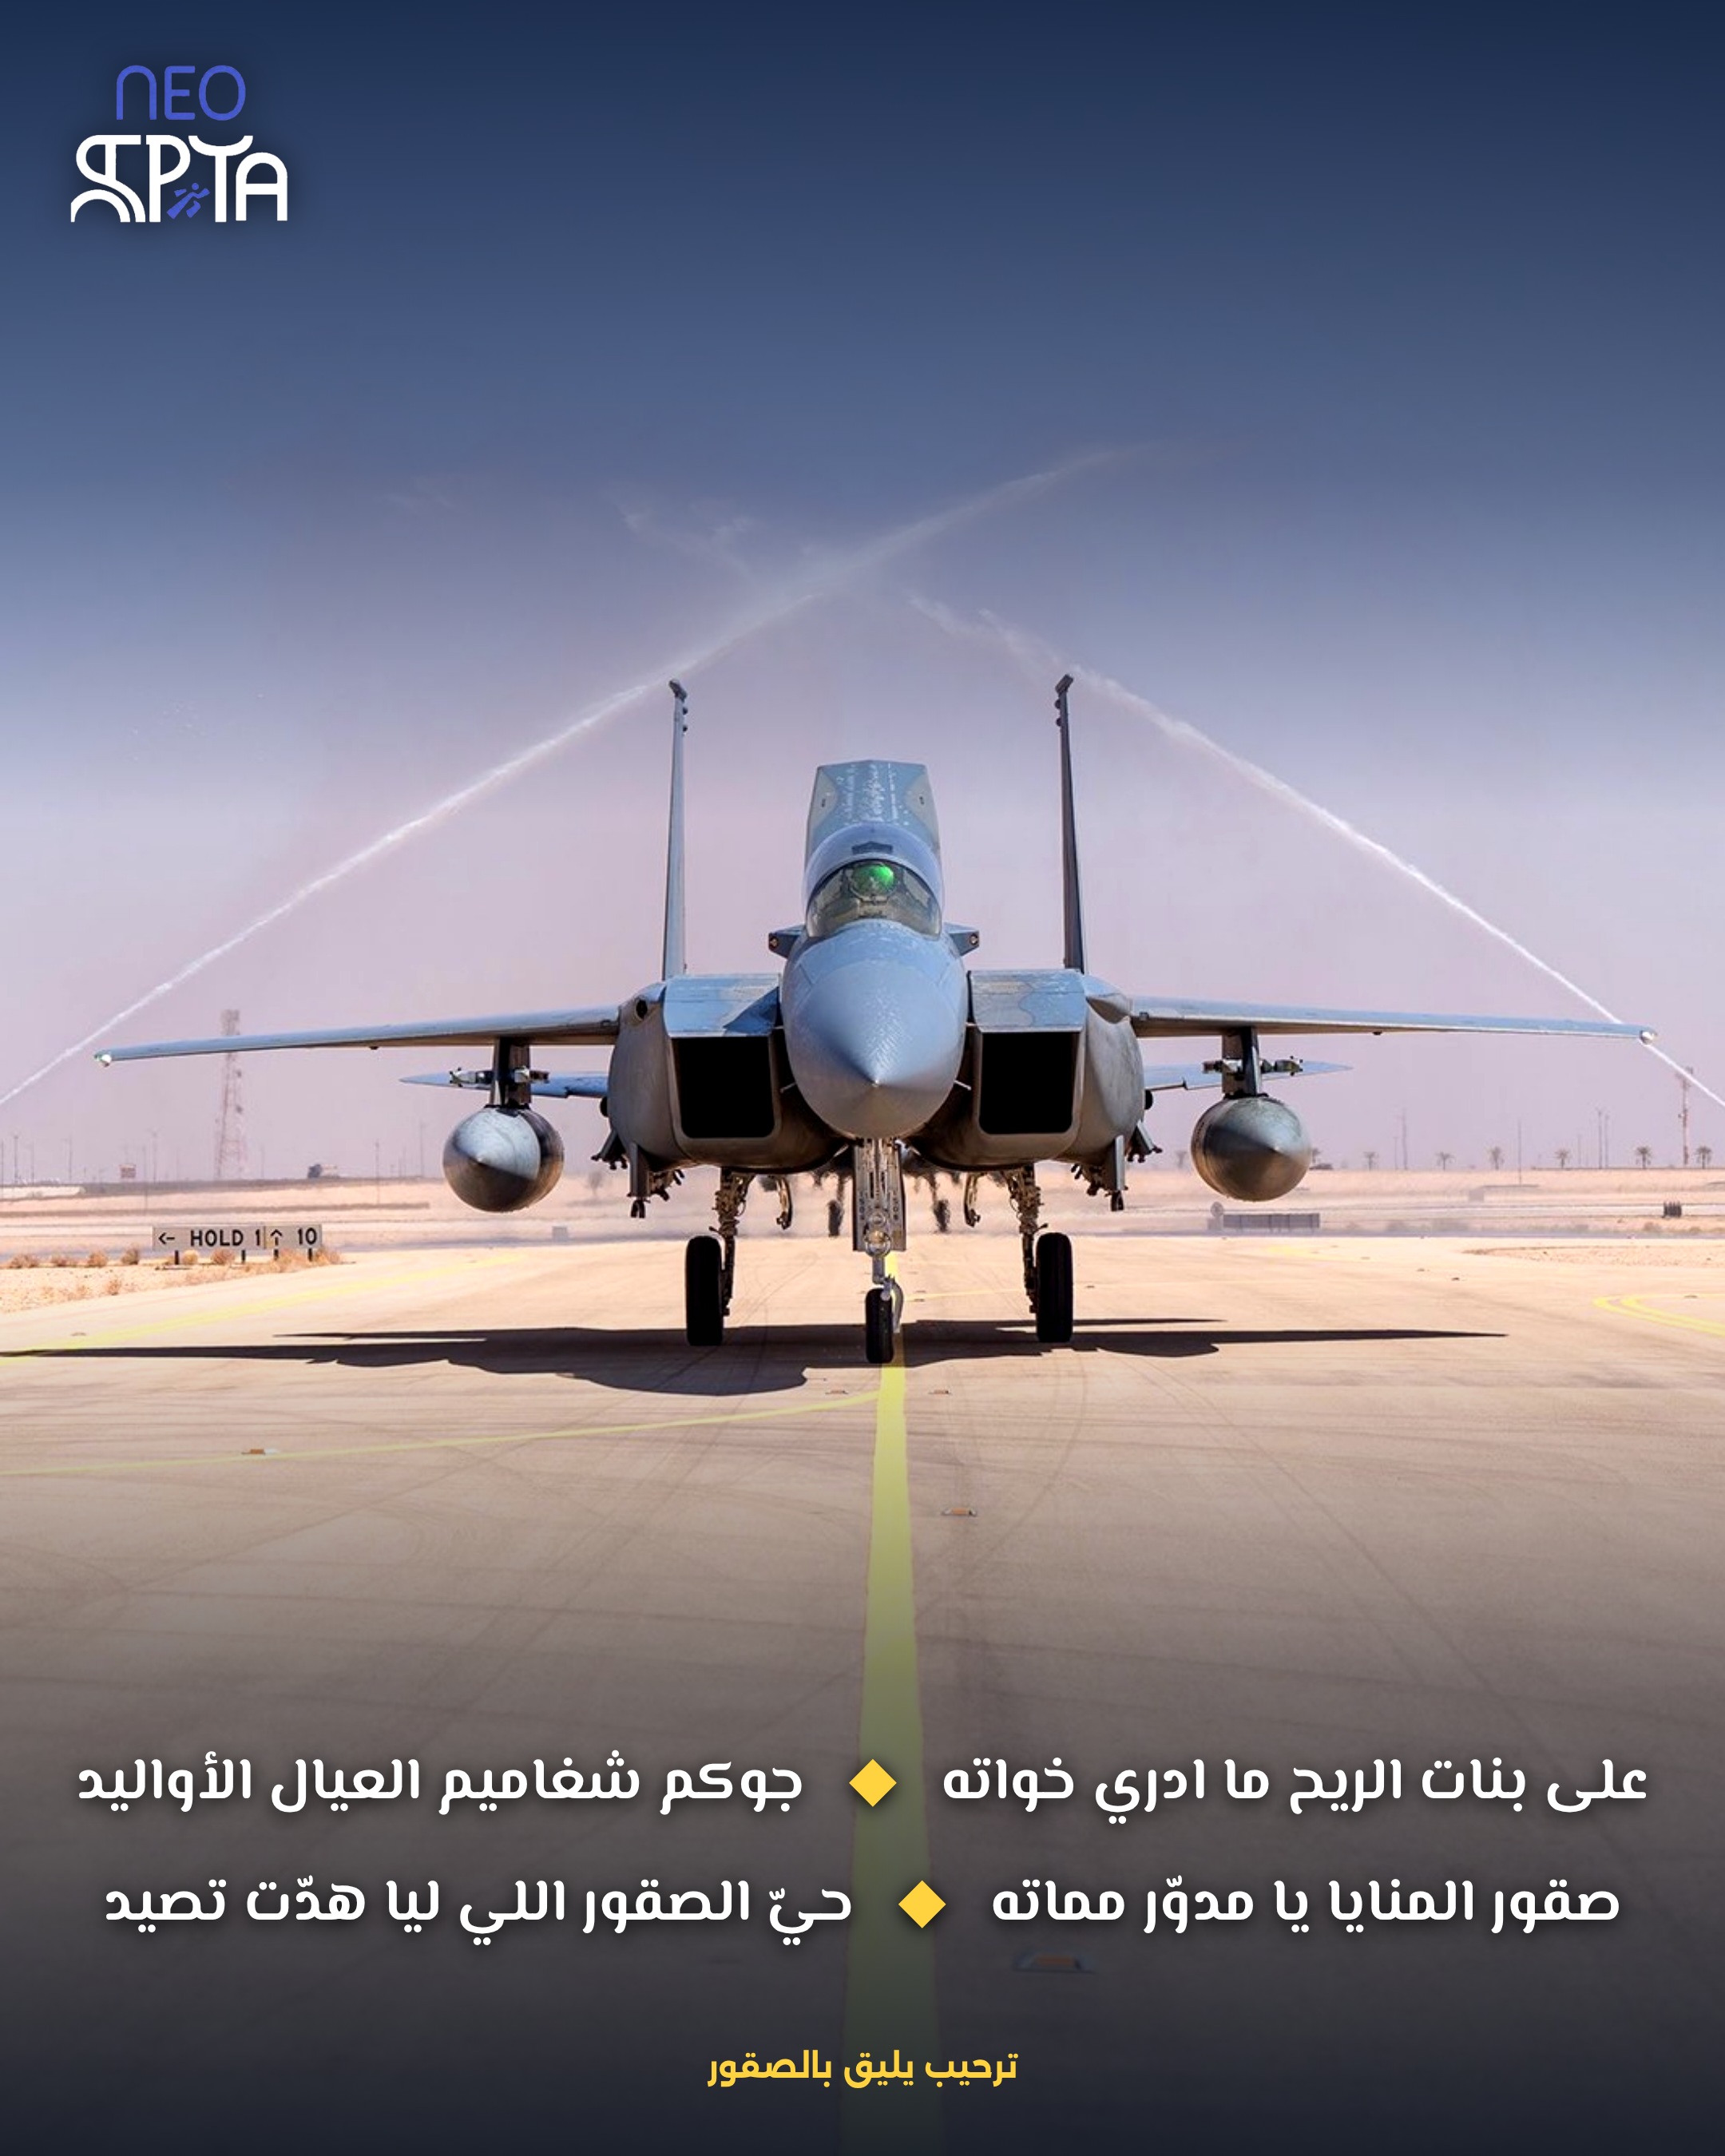 NEO
SPTA
← HOLD 1 ↑ 10
على بنات الريح ما ادري خواته ◆ جوكم شغاميم العيال الأواليد
صقور المنايا يا مدوّر مماته ◆ حيّ الصقور اللي ليا هدّت تصيد
ترحيب يليق بالصقور